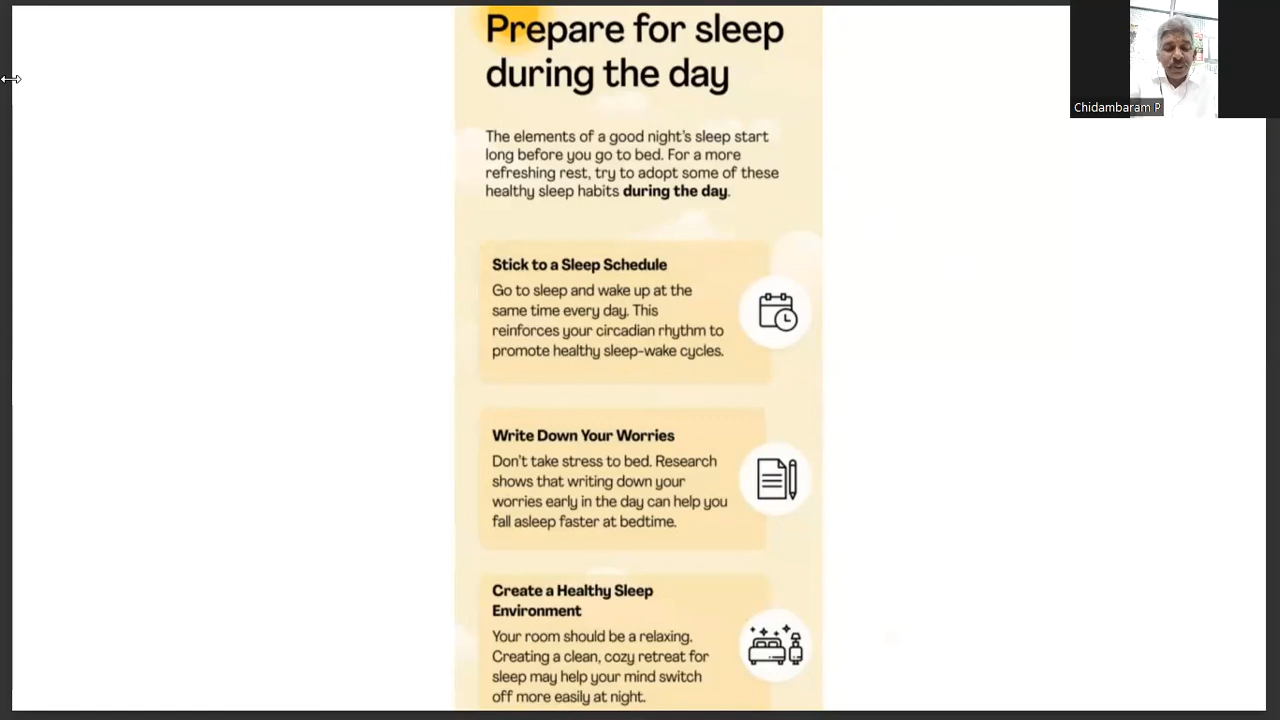 Prepare for sleep
during the day
The elements of a good night's sleep start
long before you go to bed. For a more
refreshing rest, try to adopt some of these
healthy sleep habits during the day.
Stick to a Sleep Schedule
Go to sleep and wake up at the
same time every day. This
reinforces your circadian rhythm to
promote healthy sleep-wake cycles.
Write Down Your Worries
Don't take stress to bed. Research
shows that writing down your
worries early in the day can help you
fall asleep faster at bedtime.
Create a Healthy Sleep
Environment
Your room should be a relaxing.
Creating a clean, cozy retreat for
sleep may help your mind switch
off more easily at night.
Chidambaram P